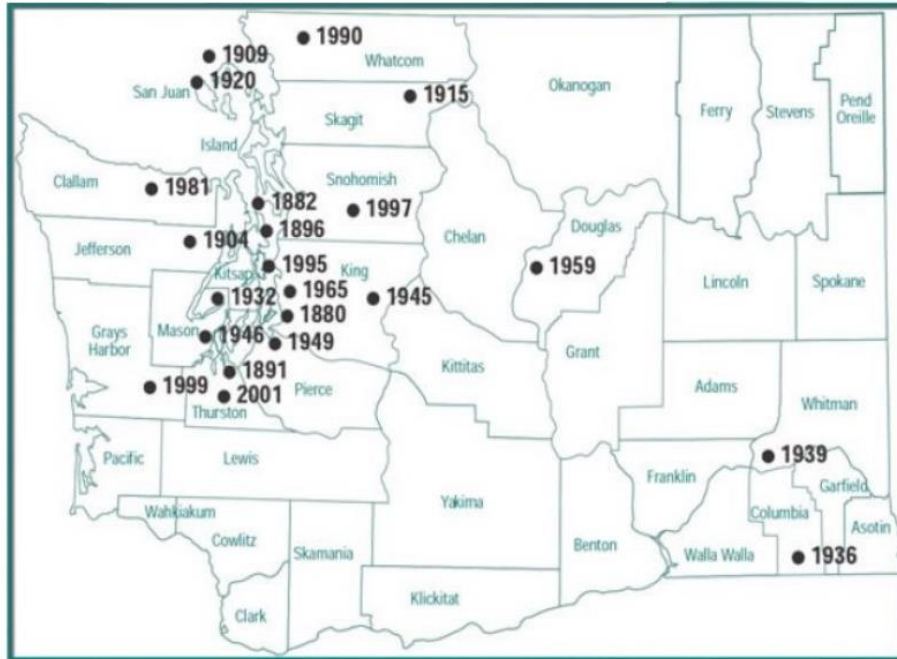 1990
1909
Whatcom
1920
San Juan
Okanogan
1915
Skagit
Ferry
Stevens
Pend
Oreille
Island
Clallam
1981
Snohomish
1882
1997
Douglas
1896
Chelan
1904
Jefferson
1995
Kitsap
King
1959
Lincoln
Spokane
1965
1932
1945
1880
Mason
1946
1949
Grays
Harbor
Grant
1891
Kittitas
1999
2001
Pierce
Adams
Thurston
Whitman
Pacific
Lewis
1939
Franklin
Garfield
Yakima
Wahkiakum
Columbia
Asotin
Cowlitz
Skamania
Benton
Walla Walla
1936
Klickitat
Clark